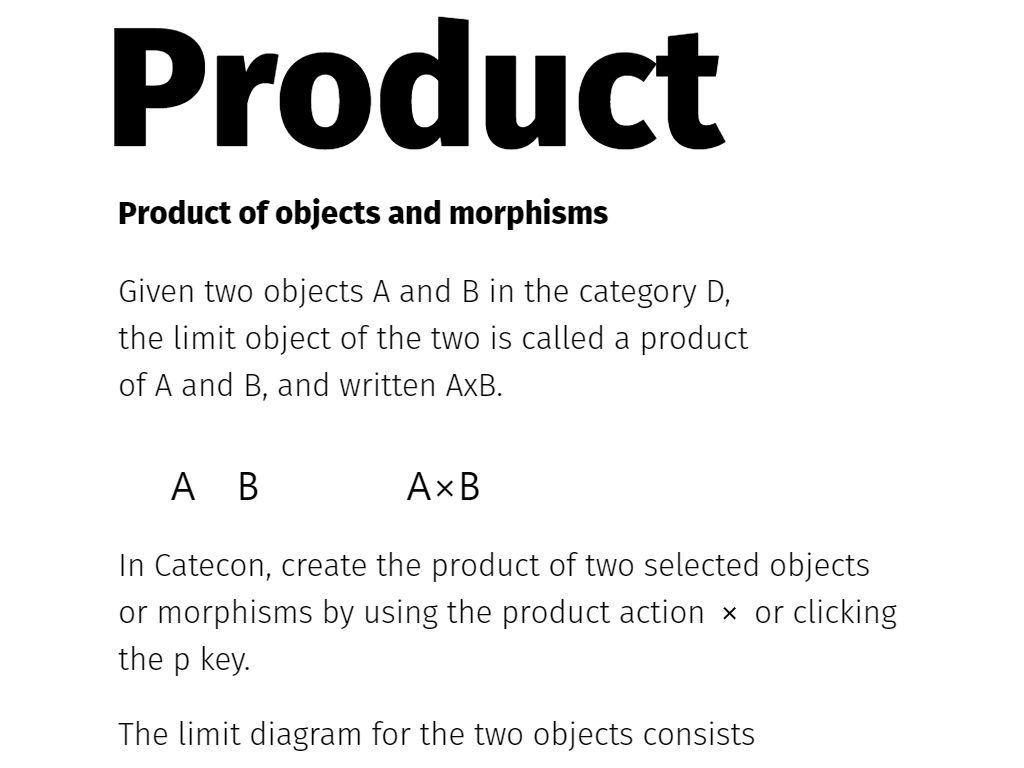 Product
Product of objects and morphisms
Given two objects A and B in the category D,
the limit object of the two is called a product
of A and B, and written AxB.
A B A×B
In Catecon, create the product of two selected objects
or morphisms by using the product action × or clicking
the p key.
The limit diagram for the two objects consists